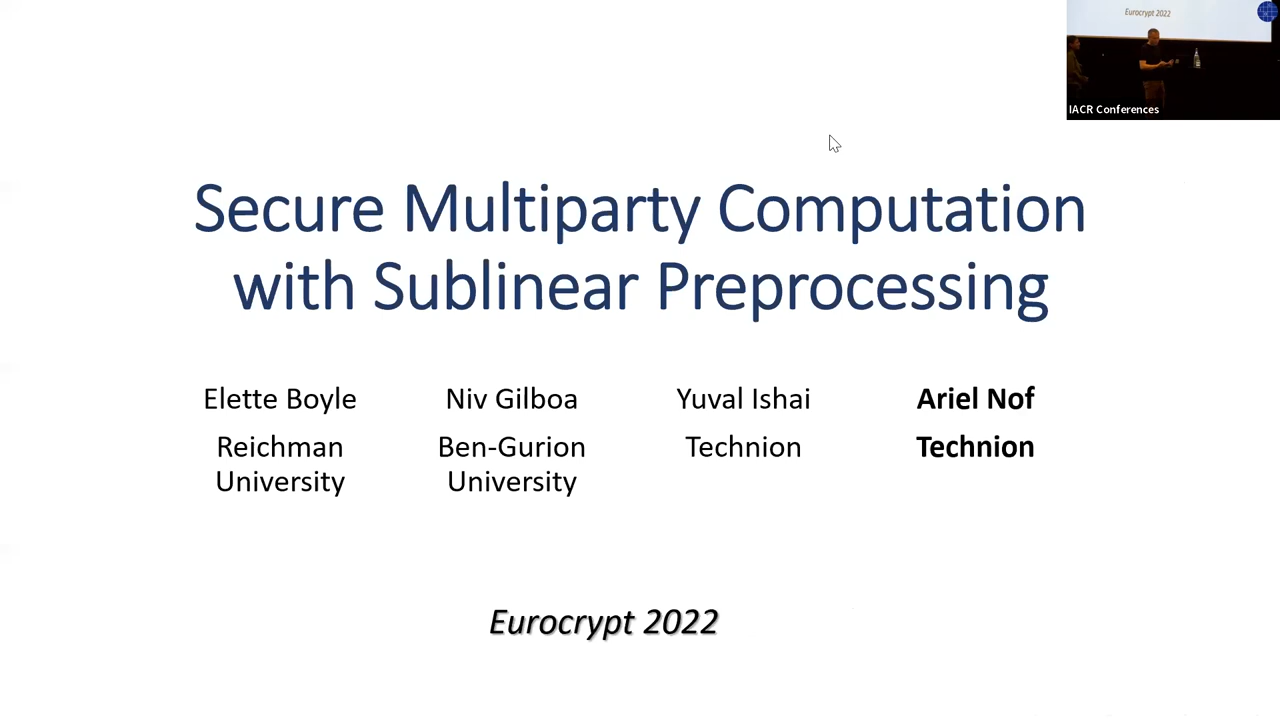 Eurocrypt 2022
IACR Conferences
Secure Multiparty Computation
with Sublinear Preprocessing
Elette Boyle
Niv Gilboa
Yuval Ishai
Ariel Nof
Reichman
University
Ben-Gurion
University
Technion
Technion
Eurocrypt 2022